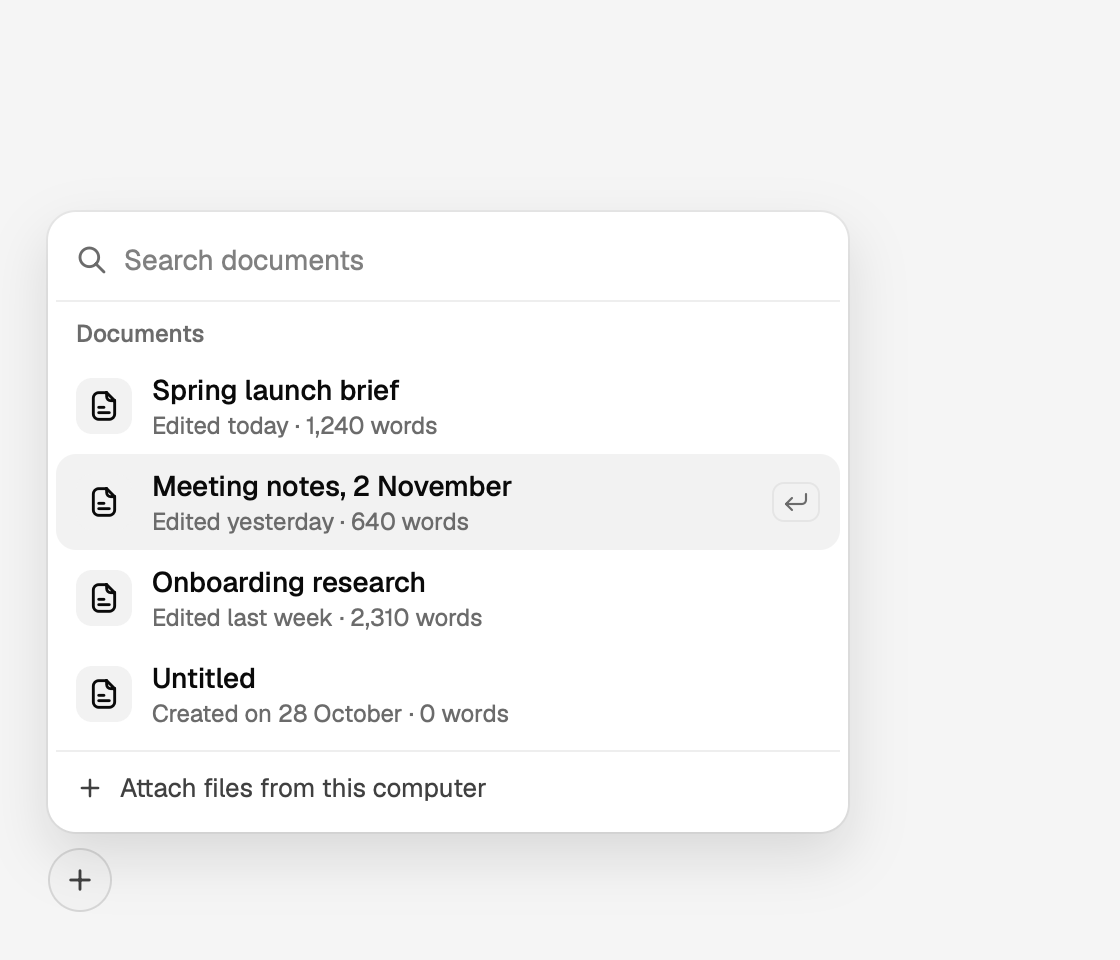 Search documents
Documents
Spring launch brief
Edited today · 1,240 words
Meeting notes, 2 November
Edited yesterday · 640 words
Onboarding research
Edited last week · 2,310 words
Untitled
Created on 28 October · 0 words
Attach files from this computer